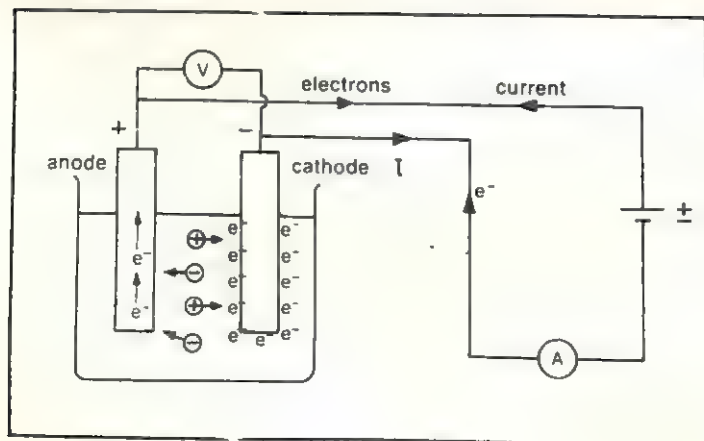 V
electrons current
+ −
anode cathode I
e⁻
±
e⁻ e⁻
+
e⁻ e⁻ e⁻
−
e⁻ e⁻
+
e⁻ e⁻ e⁻
−
e⁻ e⁻ e⁻
A